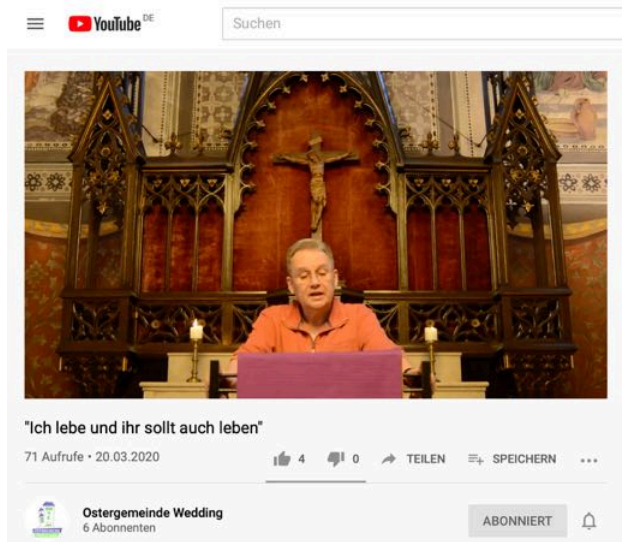 YouTube DE
Suchen
"Ich lebe und ihr sollt auch leben"
71 Aufrufe • 20.03.2020
4
0
TEILEN
SPEICHERN
Ostergemeinde Wedding
6 Abonnenten
ABONNIERT